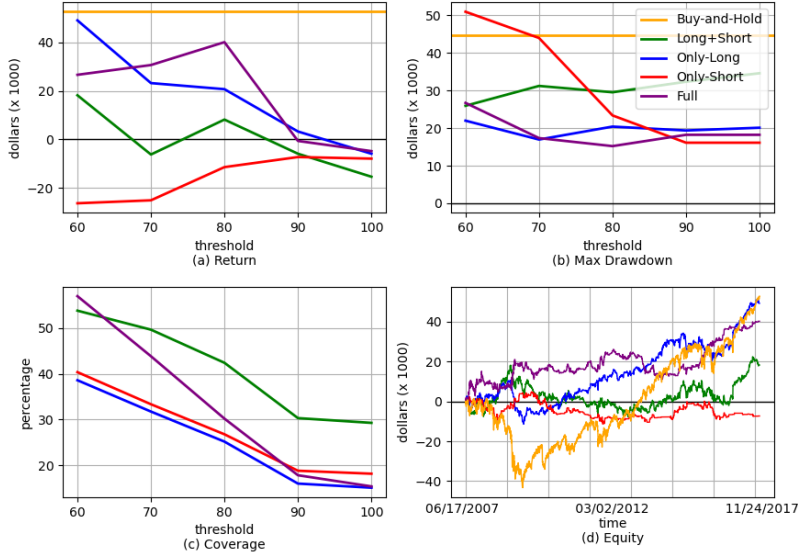 dollars (x 1000)
40
20
0
−20
60
70
80
90
100
threshold
(a) Return
dollars (x 1000)
50
40
30
20
10
0
60
70
80
90
100
threshold
(b) Max Drawdown
Buy-and-Hold
Long+Short
Only-Long
Only-Short
Full
percentage
50
40
30
20
60
70
80
90
100
threshold
(c) Coverage
dollars (x 1000)
40
20
0
−20
−40
06/17/2007
03/02/2012
11/24/2017
time
(d) Equity